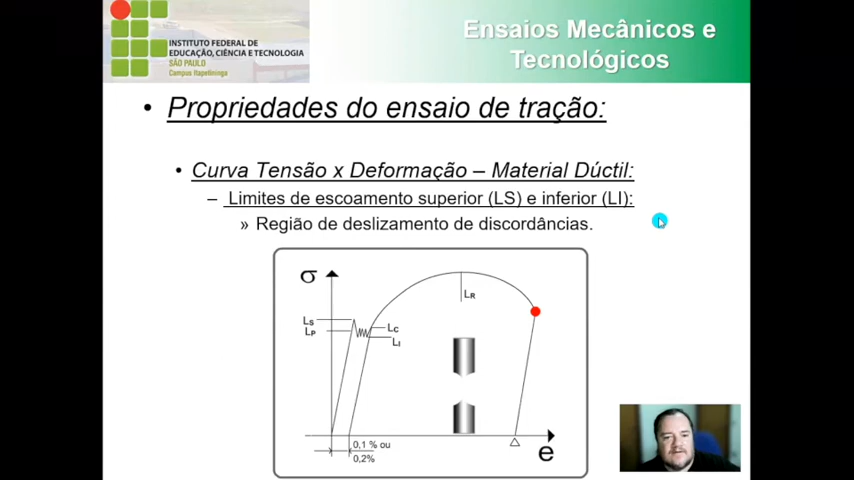 INSTITUTO FEDERAL DE
EDUCAÇÃO, CIÊNCIA E TECNOLOGIA
SÃO PAULO
Campus Itapetininga
Ensaios Mecânicos e
Tecnológicos
• Propriedades do ensaio de tração:
• Curva Tensão x Deformação – Material Dúctil:
– Limites de escoamento superior (LS) e inferior (LI):
» Região de deslizamento de discordâncias.
σ
LR
LS
LP
LC
LI
0,1 % ou
0,2%
e